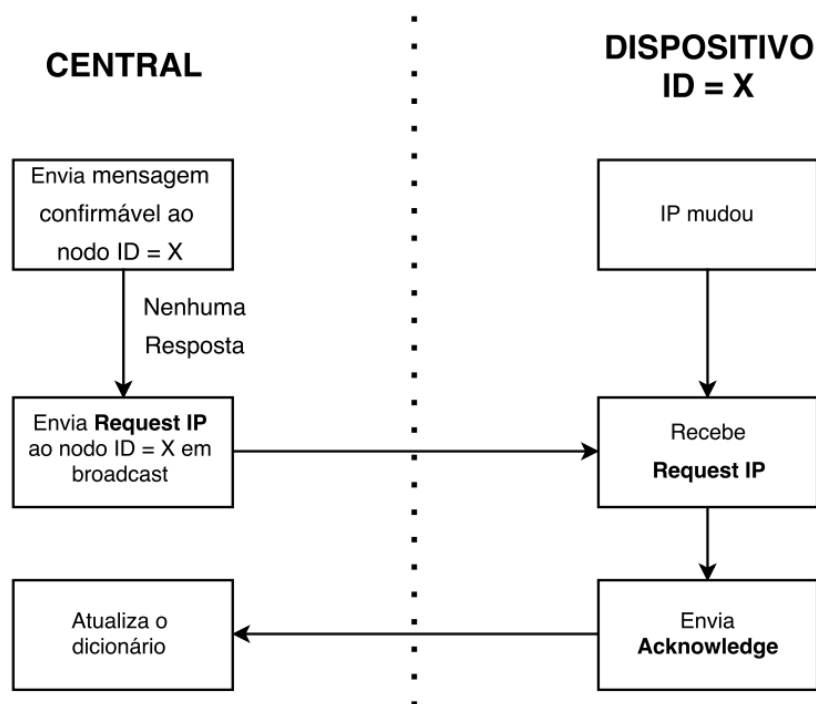 CENTRAL
DISPOSITIVO
ID = X
Envia mensagem
confirmável ao
nodo ID = X
IP mudou
Nenhuma
Resposta
Envia Request IP
ao nodo ID = X em
broadcast
Recebe
Request IP
Atualiza o
dicionário
Envia
Acknowledge